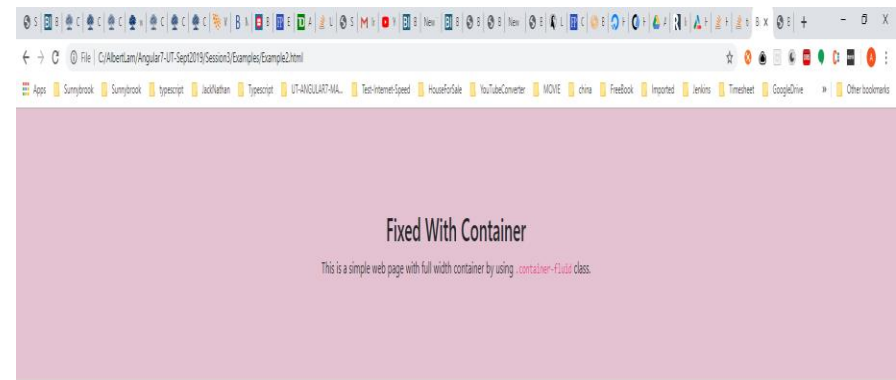 File C:/AlbertLam/Angular7-UT-Sept2019/Session3/Examples/Example2.html
Apps Sunnybrook Sunnybrook typescript JackNathan Typescript UT-ANGULAR7-MA... Test-Internet-Speed HouseForSale YouTubeConverter MOVIE china FreeBook Imported Jenkins Timesheet GoogleDrive » Other bookmarks
Fixed With Container
This is a simple web page with full width container by using .container-fluid class.